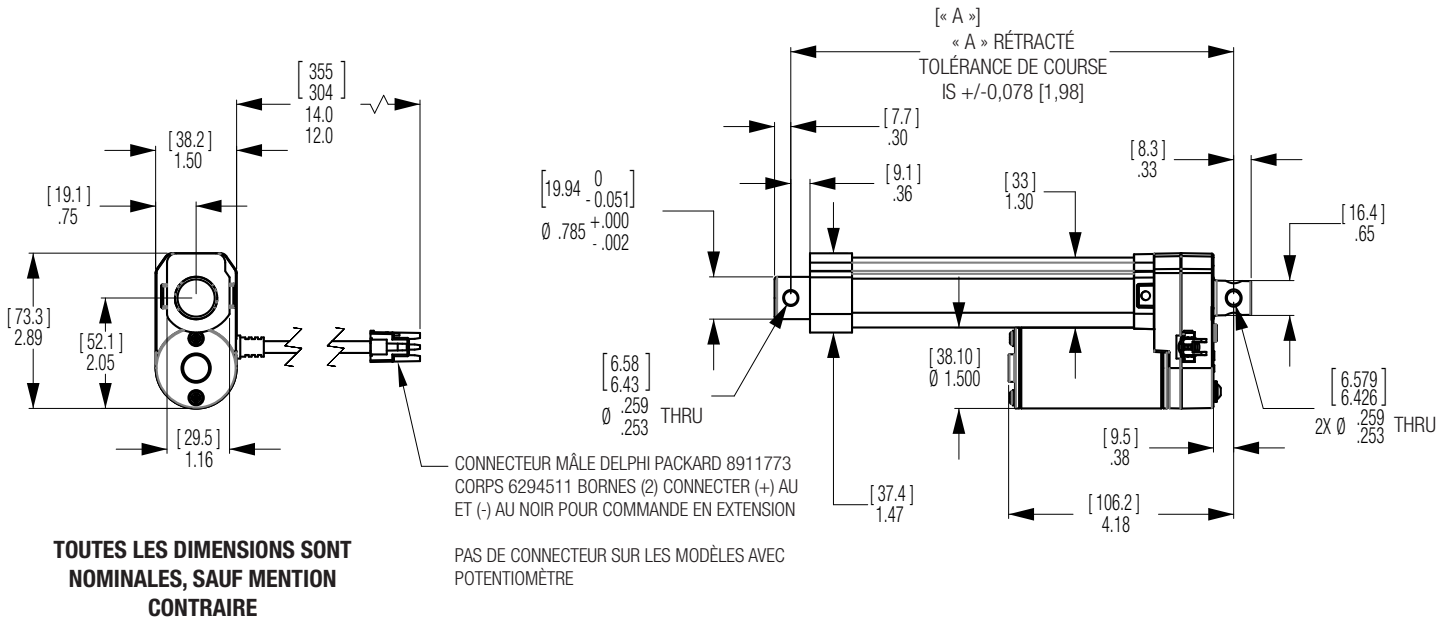 [« A »]
« A » RÉTRACTÉ
TOLÉRANCE DE COURSE
IS +/-0,078 [1,98]
[ 355
304 ]
14.0
12.0
[ 38.2 ]
1.50
[ 19.1 ]
.75
[ 73.3 ]
2.89
[ 52.1 ]
2.05
[ 29.5 ]
1.16
[ 7.7 ]
.30
[ 9.1 ]
.36
[ 8.3 ]
.33
[19.94 0
- 0.051]
Ø .785 +.000
- .002
[ 33 ]
1.30
[ 16.4 ]
.65
[ 6.58
6.43 ]
Ø .259
.253 THRU
[ 38.10 ]
Ø 1.500
[ 6.579
6.426 ]
2X Ø .259
.253 THRU
[ 9.5 ]
.38
[ 37.4 ]
1.47
[ 106.2 ]
4.18
CONNECTEUR MÂLE DELPHI PACKARD 8911773
CORPS 6294511 BORNES (2) CONNECTER (+) AU
ET (-) AU NOIR POUR COMMANDE EN EXTENSION
PAS DE CONNECTEUR SUR LES MODÈLES AVEC
POTENTIOMÈTRE
TOUTES LES DIMENSIONS SONT
NOMINALES, SAUF MENTION
CONTRAIRE